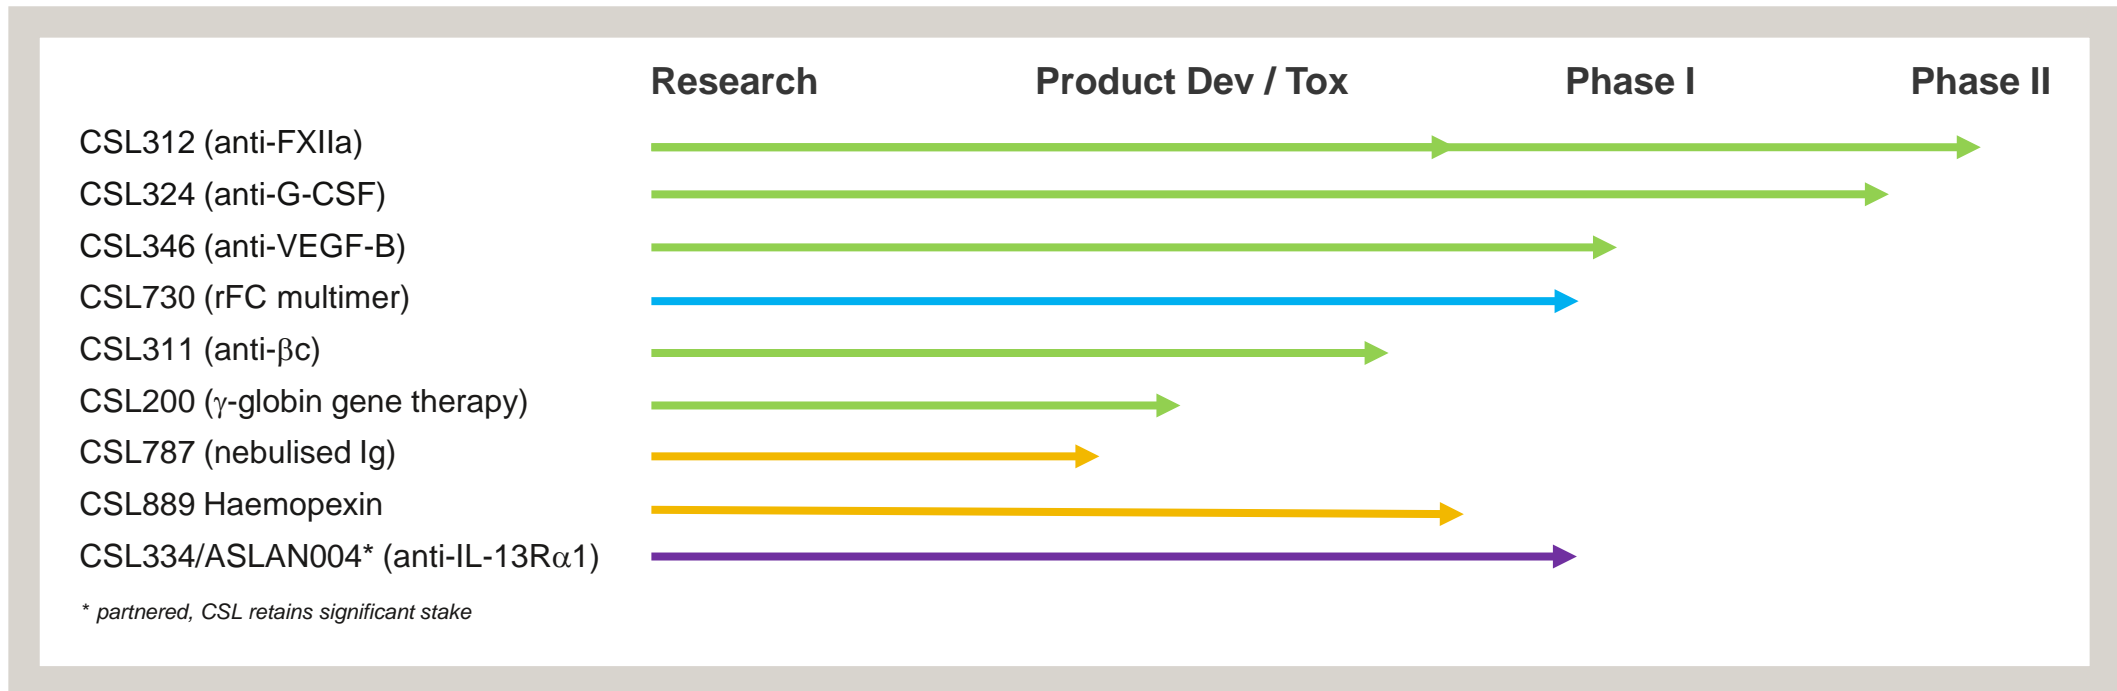 Research Product Dev / Tox Phase I Phase II
CSL312 (anti-FXIIa)
CSL324 (anti-G-CSF)
CSL346 (anti-VEGF-B)
CSL730 (rFC multimer)
CSL311 (anti-βc)
CSL200 (γ-globin gene therapy)
CSL787 (nebulised Ig)
CSL889 Haemopexin
CSL334/ASLAN004* (anti-IL-13Rα1)
* partnered, CSL retains significant stake